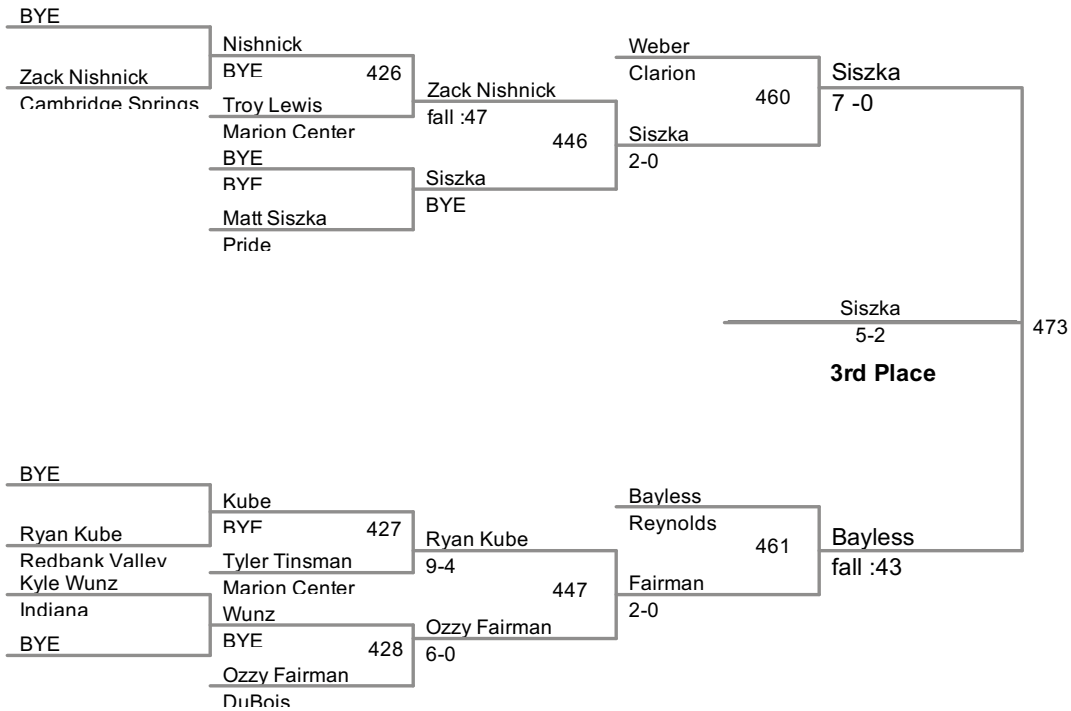 BYE
Zack Nishnick
Cambridge Springs
Nishnick
BYE
426
Troy Lewis
Marion Center
BYE
BYE
Matt Siszka
Pride
Zack Nishnick
fall :47
446
Siszka
BYE
Weber
Clarion
460
Siszka
2-0
Siszka
7 -0
Siszka
5-2
473
3rd Place
BYE
Ryan Kube
Redbank Valley
Kyle Wunz
Indiana
BYE
Kube
BYE
427
Tyler Tinsman
Marion Center
Wunz
BYE
428
Ozzy Fairman
DuBois
Ryan Kube
9-4
447
Ozzy Fairman
6-0
Bayless
Reynolds
461
Fairman
2-0
Bayless
fall :43